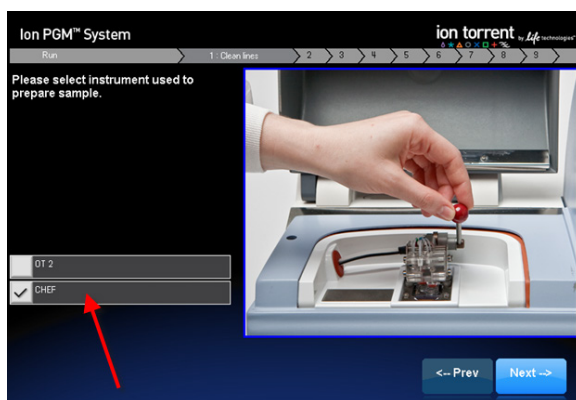 Ion PGM™ System
ion torrent by life technologies™
Run
1 : Clean lines
2
3
4
5
6
7
8
9
Please select instrument used to
prepare sample.
OT 2
CHEF
<-- Prev
Next -->